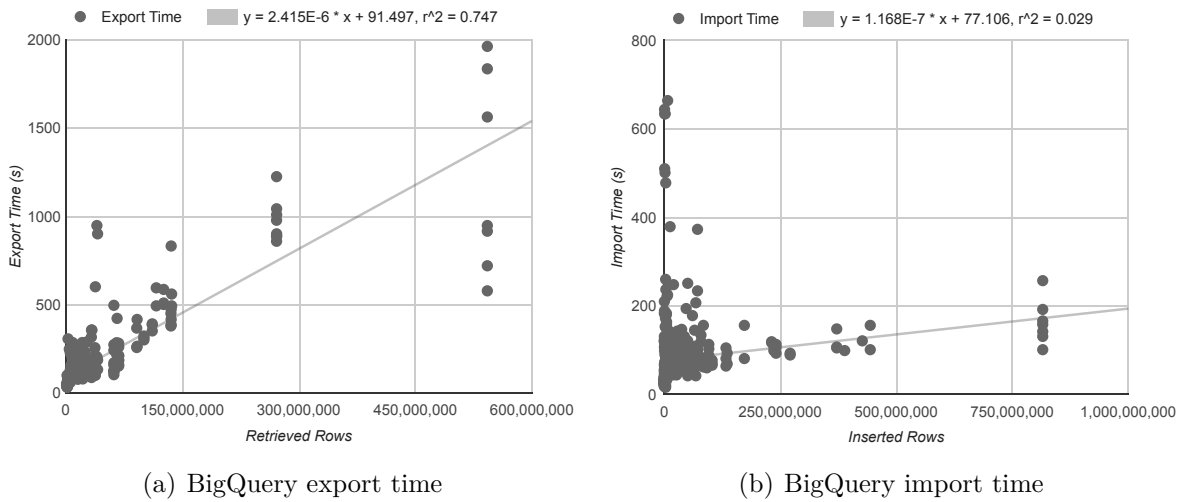 Export Time y = 2.415E-6 * x + 91.497, r^2 = 0.747
2000
1500
1000
500
0
Export Time (s)
0 150,000,000 300,000,000 450,000,000 600,000,000
Retrieved Rows
(a) BigQuery export time
Import Time y = 1.168E-7 * x + 77.106, r^2 = 0.029
800
600
400
200
0
Import Time (s)
0 250,000,000 500,000,000 750,000,000 1,000,000,000
Inserted Rows
(b) BigQuery import time